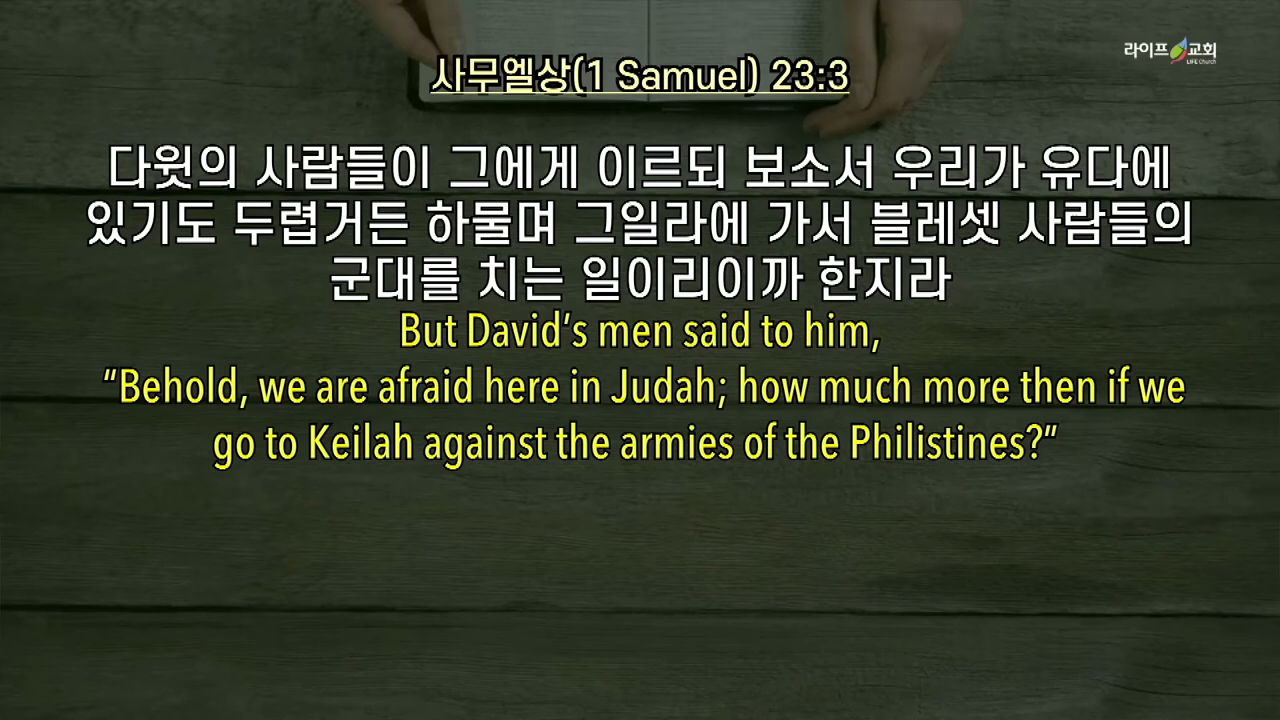 라이프 교회
LIFE Church
사무엘상(1 Samuel) 23:3
다윗의 사람들이 그에게 이르되 보소서 우리가 유다에
있기도 두렵거든 하물며 그일라에 가서 블레셋 사람들의
군대를 치는 일이리이까 한지라
But David’s men said to him,
“Behold, we are afraid here in Judah; how much more then if we
go to Keilah against the armies of the Philistines?”